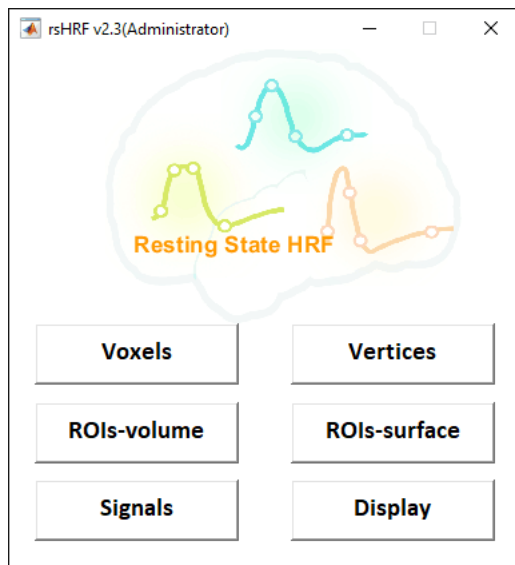 rsHRF v2.3(Administrator)
Resting State HRF
Voxels
Vertices
ROIs-volume
ROIs-surface
Signals
Display